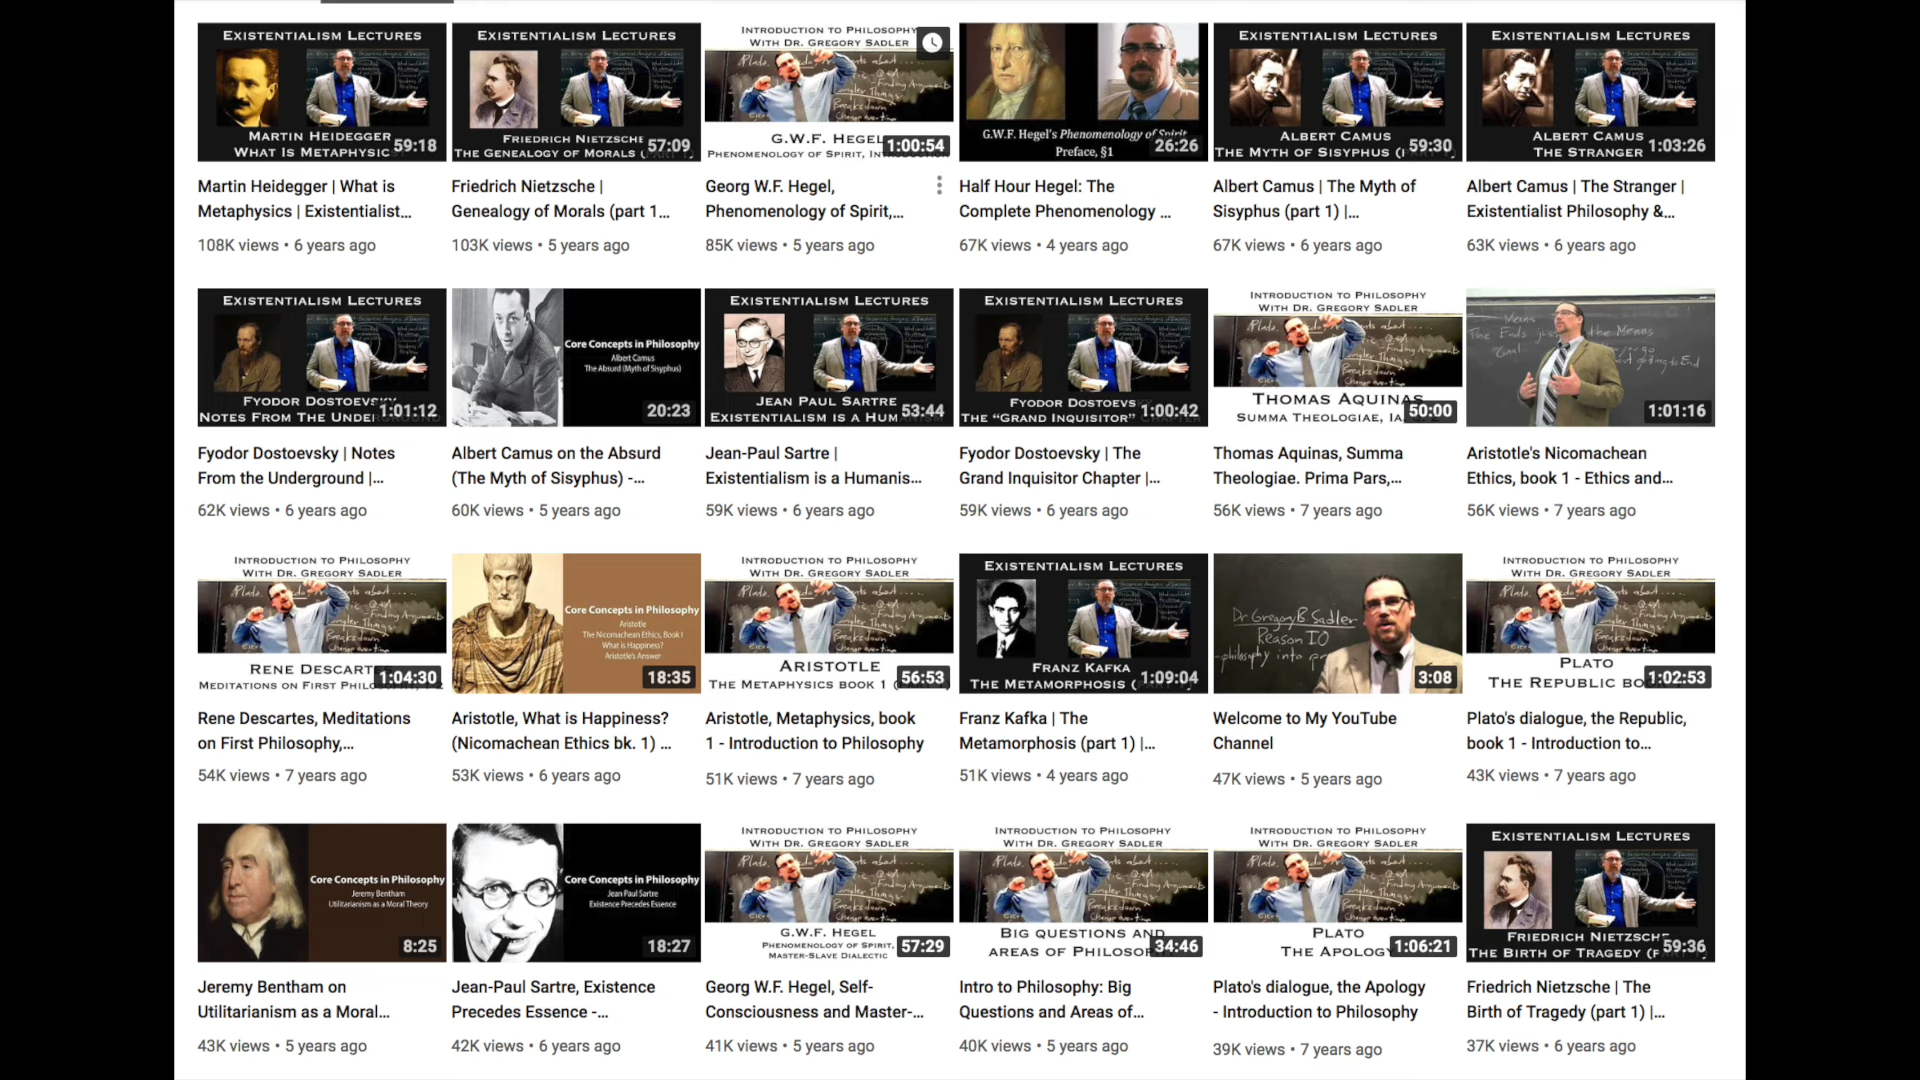 EXISTENTIALISM LECTURES
MARTIN HEIDEGGER
WHAT IS METAPHYSIC
59:18
Martin Heidegger | What is
Metaphysics | Existentialist...
108K views • 6 years ago
EXISTENTIALISM LECTURES
FRIEDRICH NIETZSCHE
THE GENEALOGY OF MORALS (
57:09
Friedrich Nietzsche |
Genealogy of Morals (part 1...
103K views • 5 years ago
INTRODUCTION TO PHILOSOPHY
WITH DR. GREGORY SADLER
G.W.F. HEGEL
PHENOMENOLOGY OF SPIRIT,
1:00:54
Georg W.F. Hegel,
Phenomenology of Spirit,...
85K views • 5 years ago
G.W.F. Hegel's Phenomenology of Spirit
Preface, §1
26:26
Half Hour Hegel: The
Complete Phenomenology ...
67K views • 4 years ago
EXISTENTIALISM LECTURES
ALBERT CAMUS
THE MYTH OF SISYPHUS (
59:30
Albert Camus | The Myth of
Sisyphus (part 1) |...
67K views • 6 years ago
EXISTENTIALISM LECTURES
ALBERT CAMUS
THE STRANGER
1:03:26
Albert Camus | The Stranger |
Existentialist Philosophy &...
63K views • 6 years ago
EXISTENTIALISM LECTURES
FYODOR DOSTOEVSKY
NOTES FROM THE UNDE
1:01:12
Fyodor Dostoevsky | Notes
From the Underground |...
62K views • 6 years ago
Core Concepts in Philosophy
Albert Camus
The Absurd (Myth of Sisyphus)
20:23
Albert Camus on the Absurd
(The Myth of Sisyphus) -...
60K views • 5 years ago
EXISTENTIALISM LECTURES
JEAN PAUL SARTRE
EXISTENTIALISM IS A HUM
53:44
Jean-Paul Sartre |
Existentialism is a Humanis...
59K views • 6 years ago
EXISTENTIALISM LECTURES
FYODOR DOSTOEVS
THE "GRAND INQUISITOR"
1:00:42
Fyodor Dostoevsky | The
Grand Inquisitor Chapter |...
59K views • 6 years ago
INTRODUCTION TO PHILOSOPHY
WITH DR. GREGORY SADLER
THOMAS AQUINAS
SUMMA THEOLOGIAE, IA
50:00
Thomas Aquinas, Summa
Theologiae. Prima Pars,...
56K views • 7 years ago
Means
The Ends just the Means
Goal
1:01:16
Aristotle's Nicomachean
Ethics, book 1 - Ethics and...
56K views • 7 years ago
INTRODUCTION TO PHILOSOPHY
WITH DR. GREGORY SADLER
RENE DESCART
MEDITATIONS ON FIRST PHILO
1:04:30
Rene Descartes, Meditations
on First Philosophy,...
54K views • 7 years ago
Core Concepts in Philosophy
Aristotle
The Nicomachean Ethics, Book I
What is Happiness?
Aristotle's Answer
18:35
Aristotle, What is Happiness?
(Nicomachean Ethics bk. 1) ...
53K views • 6 years ago
INTRODUCTION TO PHILOSOPHY
WITH DR. GREGORY SADLER
ARISTOTLE
THE METAPHYSICS BOOK 1 (
56:53
Aristotle, Metaphysics, book
1 - Introduction to Philosophy
51K views • 7 years ago
EXISTENTIALISM LECTURES
FRANZ KAFKA
THE METAMORPHOSIS (
1:09:04
Franz Kafka | The
Metamorphosis (part 1) |...
51K views • 4 years ago
Dr Gregory B Sadler
Reason IO
philosophy into pr
3:08
Welcome to My YouTube
Channel
47K views • 5 years ago
INTRODUCTION TO PHILOSOPHY
WITH DR. GREGORY SADLER
PLATO
THE REPUBLIC BO
1:02:53
Plato's dialogue, the Republic,
book 1 - Introduction to...
43K views • 7 years ago
Core Concepts in Philosophy
Jeremy Bentham
Utilitarianism as a Moral Theory
8:25
Jeremy Bentham on
Utilitarianism as a Moral...
43K views • 5 years ago
Core Concepts in Philosophy
Jean Paul Sartre
Existence Precedes Essence
18:27
Jean-Paul Sartre, Existence
Precedes Essence -...
42K views • 6 years ago
INTRODUCTION TO PHILOSOPHY
WITH DR. GREGORY SADLER
G.W.F. HEGEL
PHENOMENOLOGY OF SPIRIT,
MASTER-SLAVE DIALECTIC
57:29
Georg W.F. Hegel, Self-
Consciousness and Master-...
41K views • 5 years ago
INTRODUCTION TO PHILOSOPHY
WITH DR. GREGORY SADLER
BIG QUESTIONS AND
AREAS OF PHILOSOP
34:46
Intro to Philosophy: Big
Questions and Areas of...
40K views • 5 years ago
INTRODUCTION TO PHILOSOPHY
WITH DR. GREGORY SADLER
PLATO
THE APOLOGY
1:06:21
Plato's dialogue, the Apology
- Introduction to Philosophy
39K views • 7 years ago
EXISTENTIALISM LECTURES
FRIEDRICH NIETZSCHE
THE BIRTH OF TRAGEDY (
59:36
Friedrich Nietzsche | The
Birth of Tragedy (part 1) |...
37K views • 6 years ago